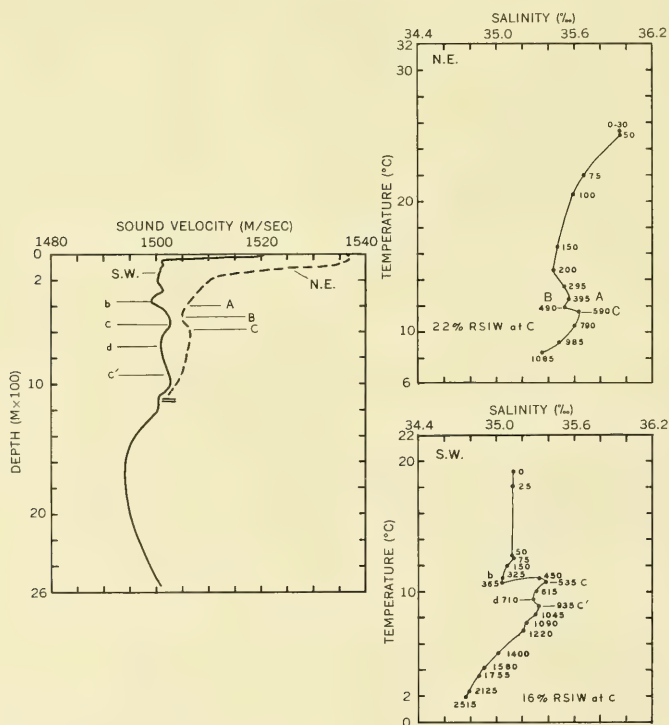 SOUND VELOCITY (M/SEC)
1480 1500 1520 1540
DEPTH (M×100)
0
2
10
20
26
S.W.
N.E.
A
B
C
b
c
d
c'
SALINITY (‰)
34.4 35.0 35.6 36.2
TEMPERATURE (°C)
32
30
20
10
6
N.E.
0-30
50
75
100
150
200
295
B 395 A
490 590 C
790
985
1085
22% RSIW at C
SALINITY (‰)
34.4 35.0 35.6 36.2
TEMPERATURE (°C)
22
20
10
2
0
S.W.
0
25
50
75
150
b 325 450
365 535 C
615
d 710 935 C'
1045
1090
1220
1400
1580
1755
2125
2515
16% RSIW at c